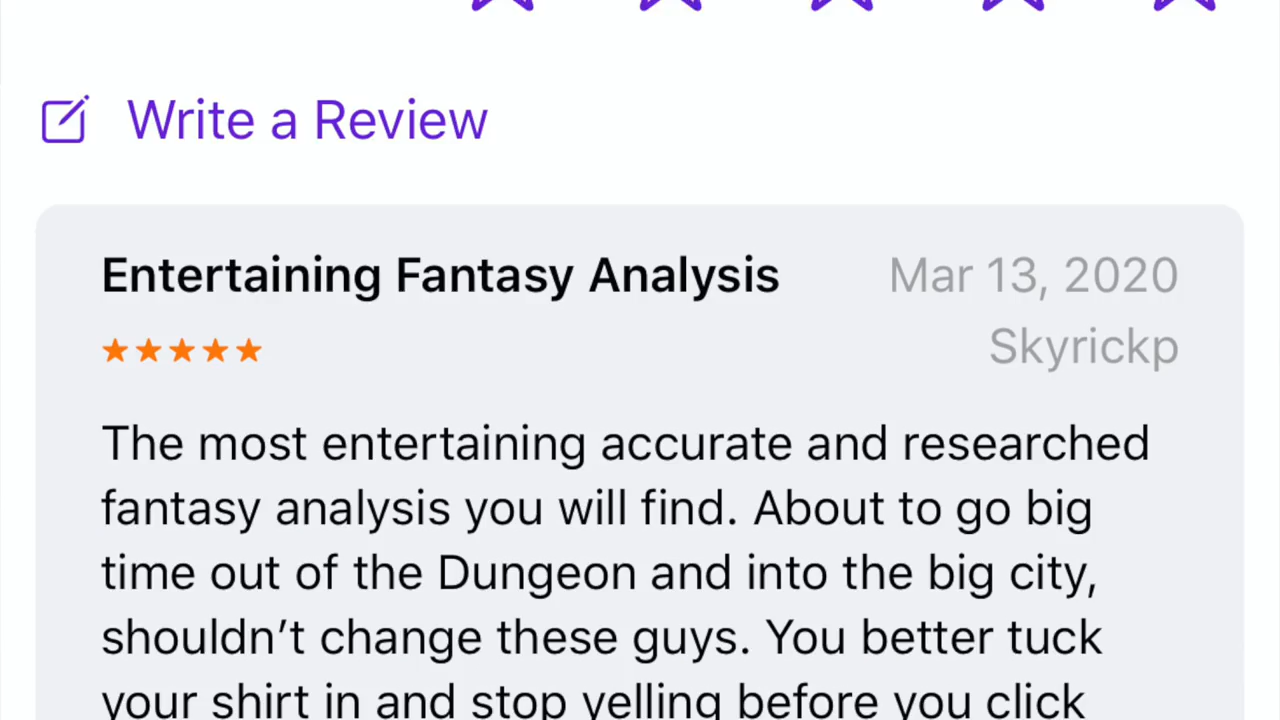 Write a Review
Entertaining Fantasy Analysis
Mar 13, 2020
Skyrickp
The most entertaining accurate and researched
fantasy analysis you will find. About to go big
time out of the Dungeon and into the big city,
shouldn’t change these guys. You better tuck
your shirt in and stop yelling before you click